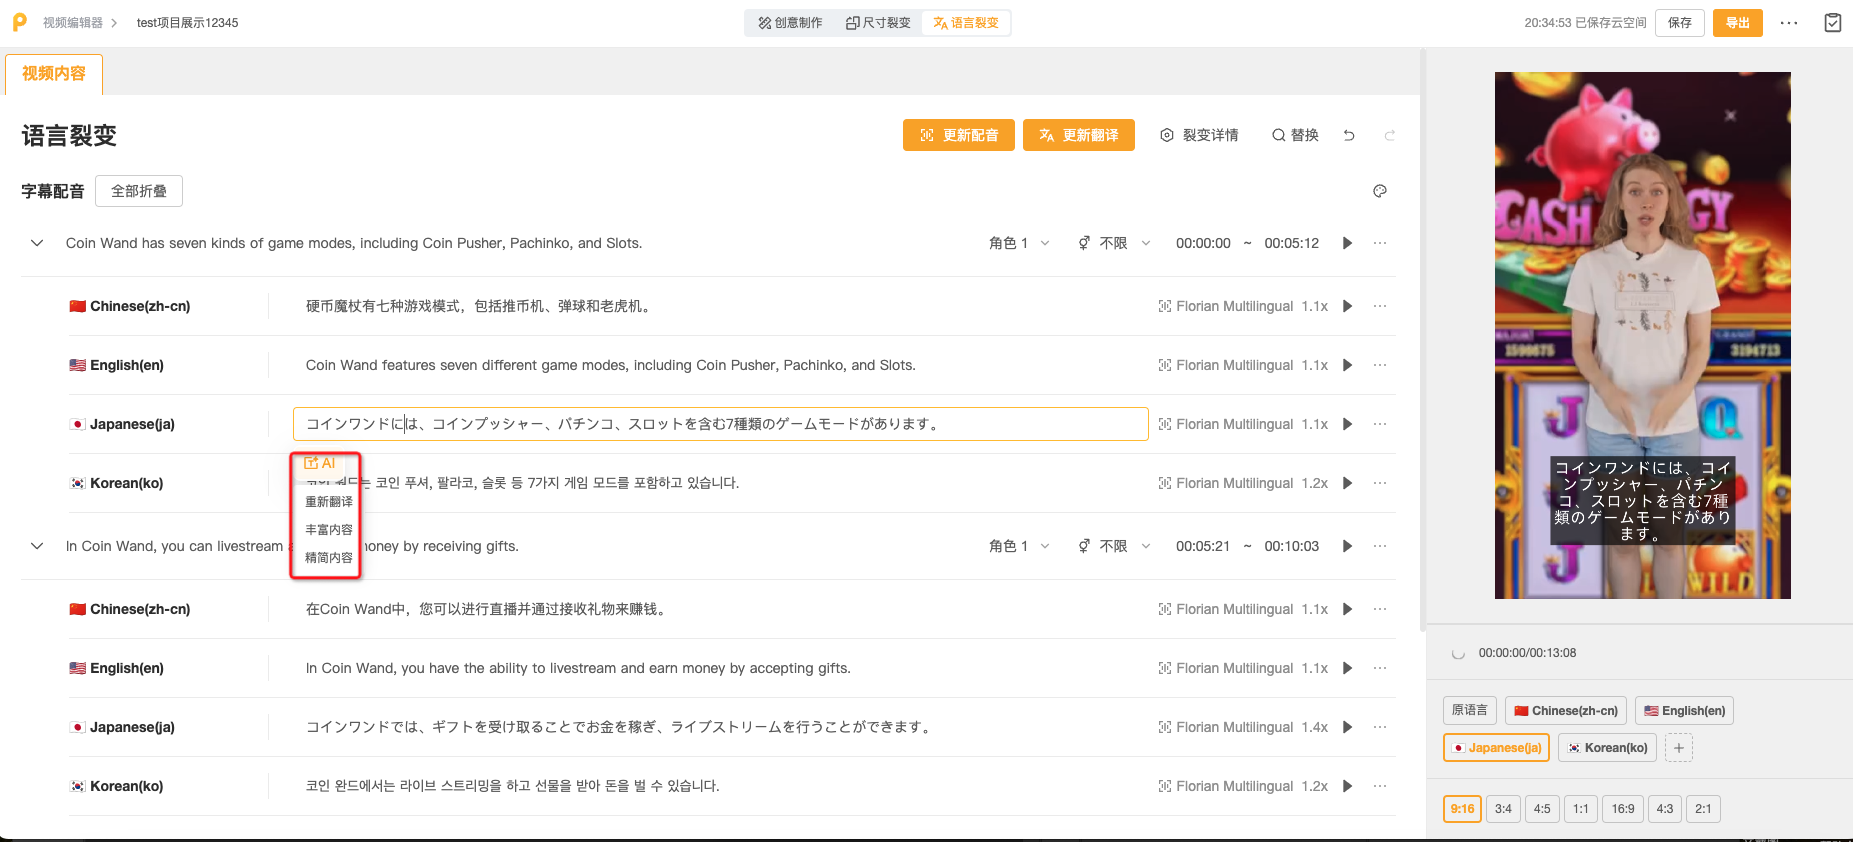 视频编辑器
test项目展示12345
创意制作
尺寸裂变
语言裂变
20:34:53 已保存云空间
保存
导出
视频内容
语言裂变
更新配音
更新翻译
裂变详情
替换
字幕配音
全部折叠
Coin Wand has seven kinds of game modes, including Coin Pusher, Pachinko, and Slots.
角色 1
不限
00:00:00 ~ 00:05:12
Chinese(zh-cn)
硬币魔杖有七种游戏模式，包括推币机、弹球和老虎机。
Florian Multilingual 1.1x
English(en)
Coin Wand features seven different game modes, including Coin Pusher, Pachinko, and Slots.
Florian Multilingual 1.1x
Japanese(ja)
コインワンドには、コインプッシャー、パチンコ、スロットを含む7種類のゲームモードがあります。
Florian Multilingual 1.1x
AI
重新翻译
丰富内容
精简内容
Korean(ko)
는 코인 푸셔, 팔라코, 슬롯 등 7가지 게임 모드를 포함하고 있습니다.
Florian Multilingual 1.2x
In Coin Wand, you can livestream
money by receiving gifts.
角色 1
不限
00:05:21 ~ 00:10:03
Chinese(zh-cn)
在Coin Wand中，您可以进行直播并通过接收礼物来赚钱。
Florian Multilingual 1.1x
English(en)
In Coin Wand, you have the ability to livestream and earn money by accepting gifts.
Florian Multilingual 1.1x
Japanese(ja)
コインワンドでは、ギフトを受け取ることでお金を稼ぎ、ライブストリームを行うことができます。
Florian Multilingual 1.4x
Korean(ko)
코인 완드에서는 라이브 스트리밍을 하고 선물을 받아 돈을 벌 수 있습니다.
Florian Multilingual 1.2x
CASH
GY
1598675
3194713
コインワンドには、コイ
ンプッシャー、パチン
コ、スロットを含む7種
類のゲームモードがあり
ます。
WILD
00:00:00/00:13:08
原语言
Chinese(zh-cn)
English(en)
Japanese(ja)
Korean(ko)
9:16
3:4
4:5
1:1
16:9
4:3
2:1